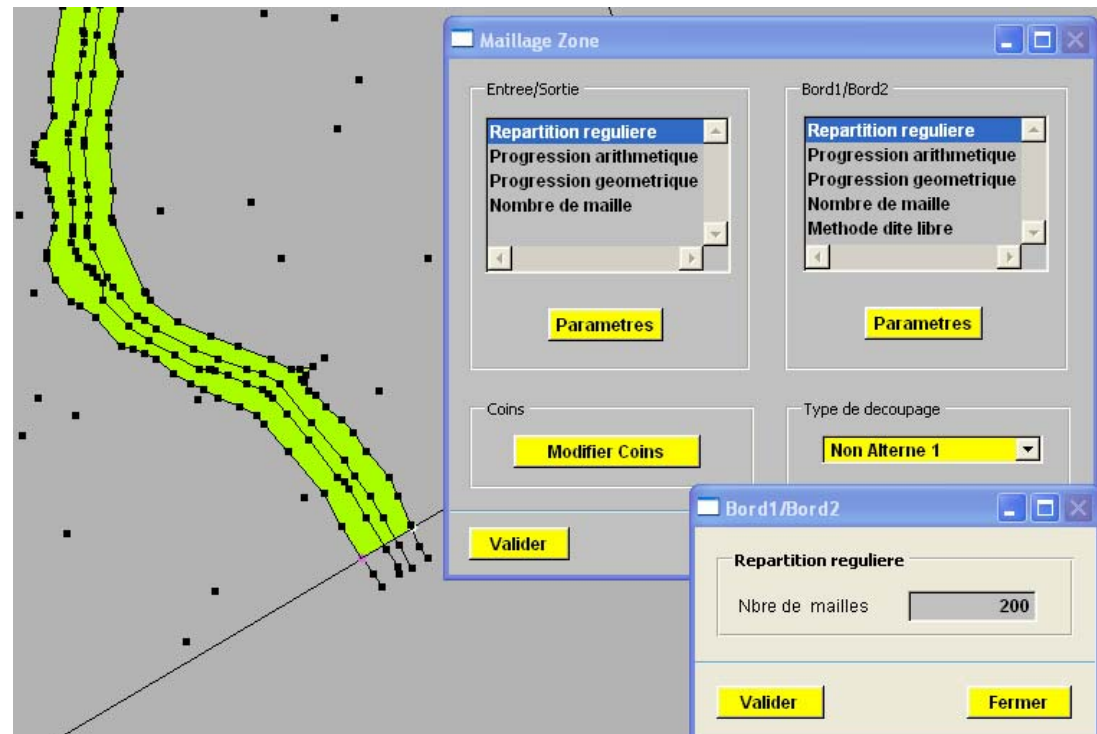 Maillage Zone
Entree/Sortie
Repartition reguliere
Progression arithmetique
Progression geometrique
Nombre de maille
Parametres
Bord1/Bord2
Repartition reguliere
Progression arithmetique
Progression geometrique
Nombre de maille
Methode dite libre
Parametres
Coins
Modifier Coins
Type de decoupage
Non Alterne 1
Valider
Bord1/Bord2
Repartition reguliere
Nbre de mailles 200
Valider Fermer